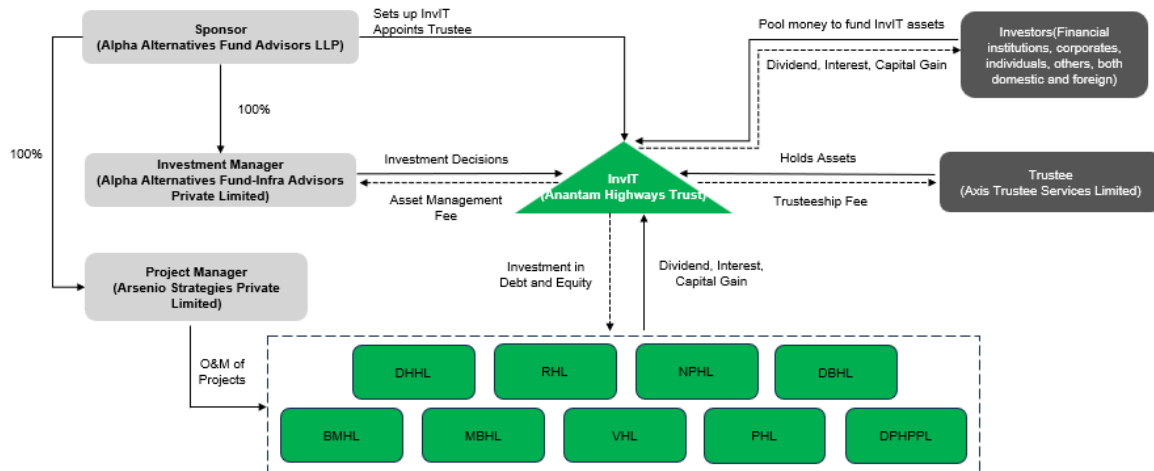 Sponsor
(Alpha Alternatives Fund Advisors LLP)
Sets up InvIT
Appoints Trustee
Pool money to fund InvIT assets
Dividend, Interest, Capital Gain
Investors(Financial
institutions, corporates,
individuals, others, both
domestic and foreign)
100%
100%
Investment Manager
(Alpha Alternatives Fund-Infra Advisors
Private Limited)
Investment Decisions
Asset Management
Fee
InvIT
(Anantam Highways Trust)
Holds Assets
Trusteeship Fee
Trustee
(Axis Trustee Services Limited)
Project Manager
(Arsenio Strategies Private
Limited)
Investment in
Debt and Equity
Dividend, Interest,
Capital Gain
O&M of
Projects
DHHL
RHL
NPHL
DBHL
BMHL
MBHL
VHL
PHL
DPHPPL